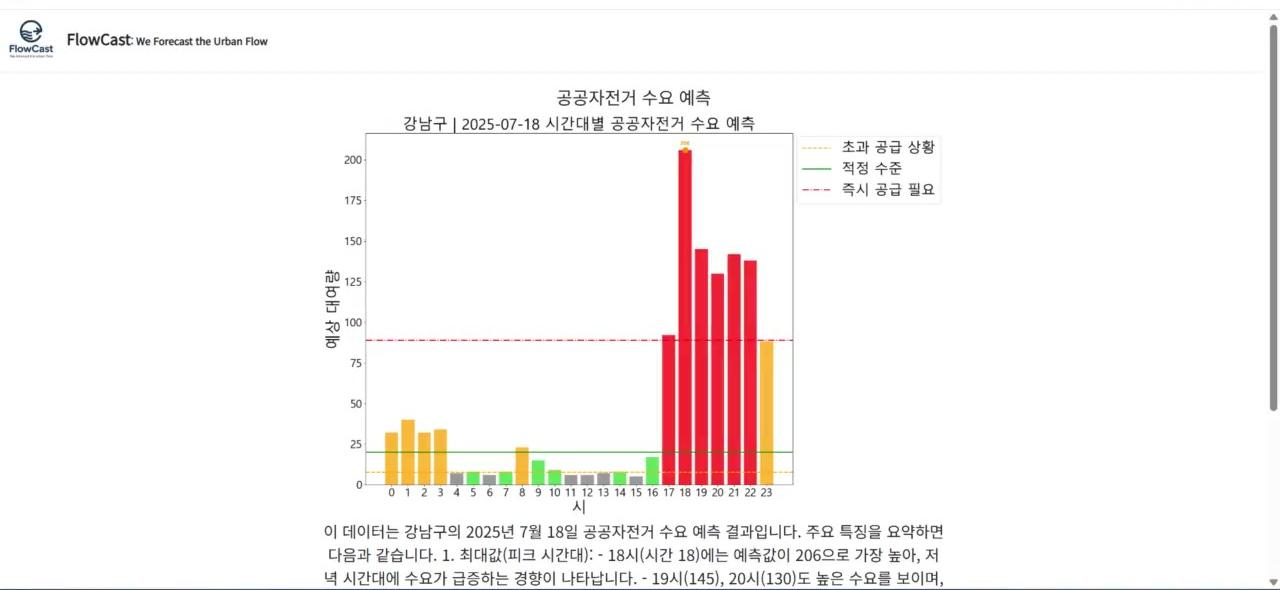 FlowCast
FlowCast: We Forecast the Urban Flow
공공자전거 수요 예측
강남구 | 2025-07-18 시간대별 공공자전거 수요 예측
206
초과 공급 상황
적정 수준
즉시 공급 필요
예상 대여량
200
175
150
125
100
75
50
25
0
0 1 2 3 4 5 6 7 8 9 10 11 12 13 14 15 16 17 18 19 20 21 22 23
시
이 데이터는 강남구의 2025년 7월 18일 공공자전거 수요 예측 결과입니다. 주요 특징을 요약하면
다음과 같습니다. 1. 최대값(피크 시간대): - 18시(시간 18)에는 예측값이 206으로 가장 높아, 저
녁 시간대에 수요가 급증하는 경향이 나타납니다. - 19시(145), 20시(130)도 높은 수요를 보이며,